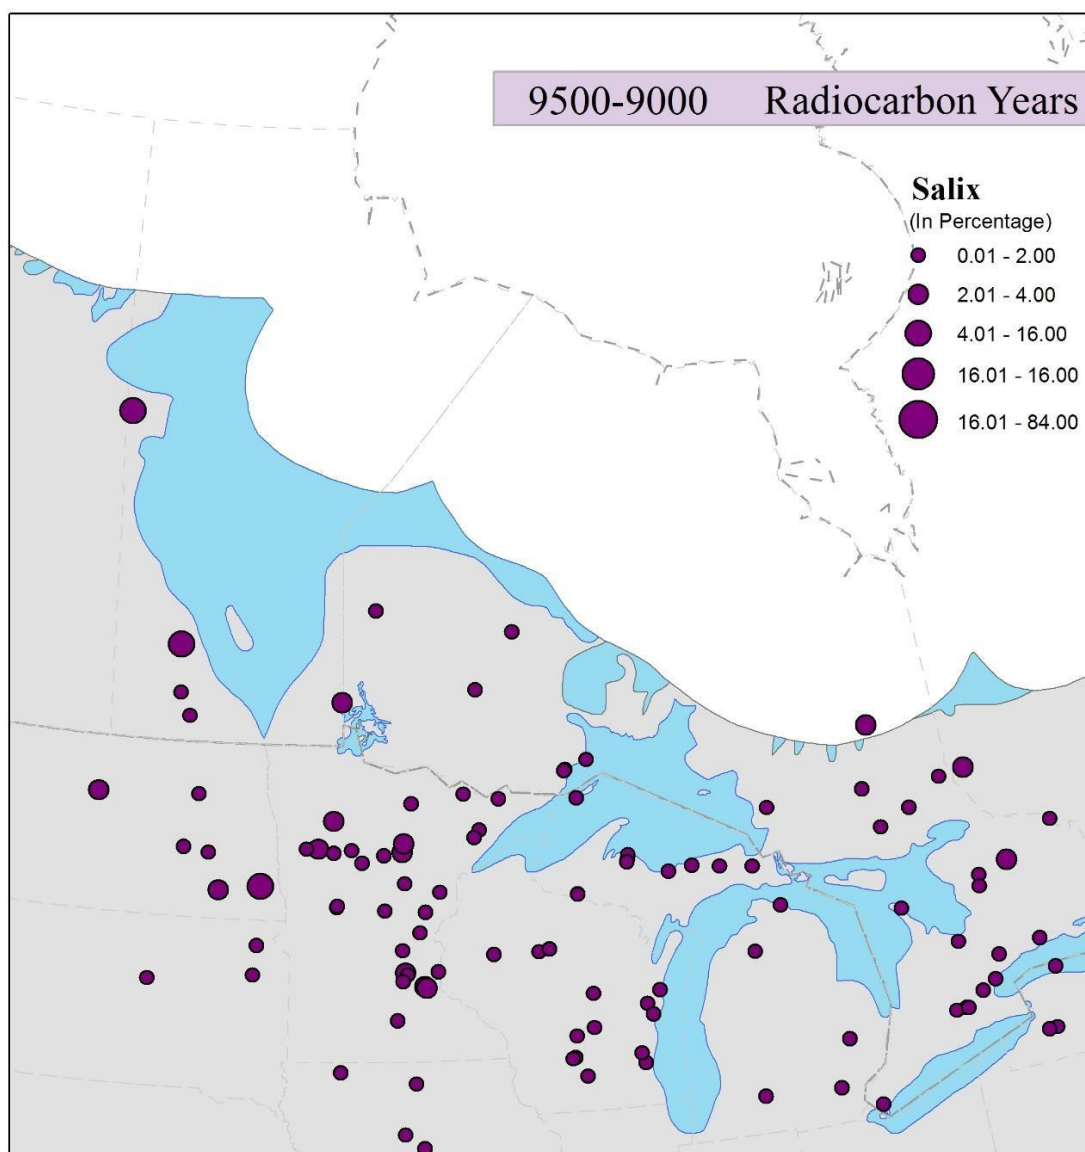 9500-9000 Radiocarbon Years
Salix
(In Percentage)
0.01 - 2.00
2.01 - 4.00
4.01 - 16.00
16.01 - 16.00
16.01 - 84.00